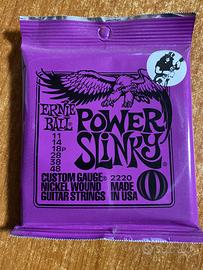 ERNIE
BALL
POWER
SLINKY
11
14
18P
28
38
48
CUSTOM GAUGE® 2220
NICKEL WOUND MADE
GUITAR STRINGS IN USA